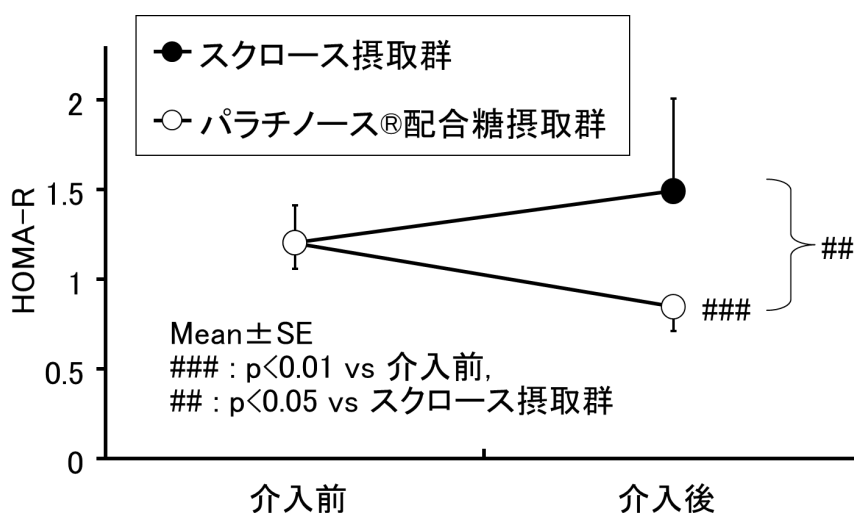 スクロース摂取群
パラチノース®配合糖摂取群
2
1.5
1
0.5
0
HOMA-R
##
###
Mean±SE
### : p<0.01 vs 介入前,
## : p<0.05 vs スクロース摂取群
介入前
介入後